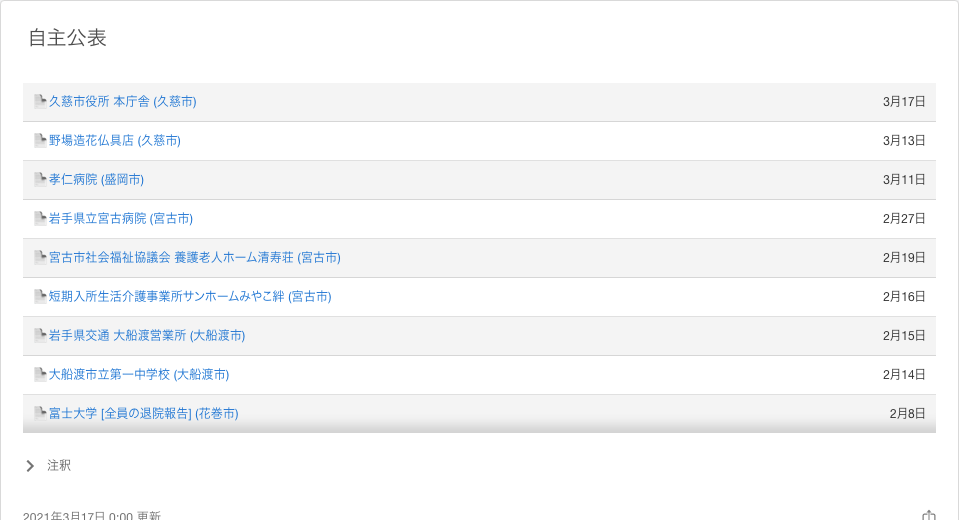 自主公表
久慈市役所 本庁舎 (久慈市) 3月17日
野場造花仏具店 (久慈市) 3月13日
孝仁病院 (盛岡市) 3月11日
岩手県立宮古病院 (宮古市) 2月27日
宮古市社会福祉協議会 養護老人ホーム清寿荘 (宮古市) 2月19日
短期入所生活介護事業所サンホームみやこ絆 (宮古市) 2月16日
岩手県交通 大船渡営業所 (大船渡市) 2月15日
大船渡市立第一中学校 (大船渡市) 2月14日
富士大学 [全員の退院報告] (花巻市) 2月8日
注釈
2021年3月17日 0:00 更新